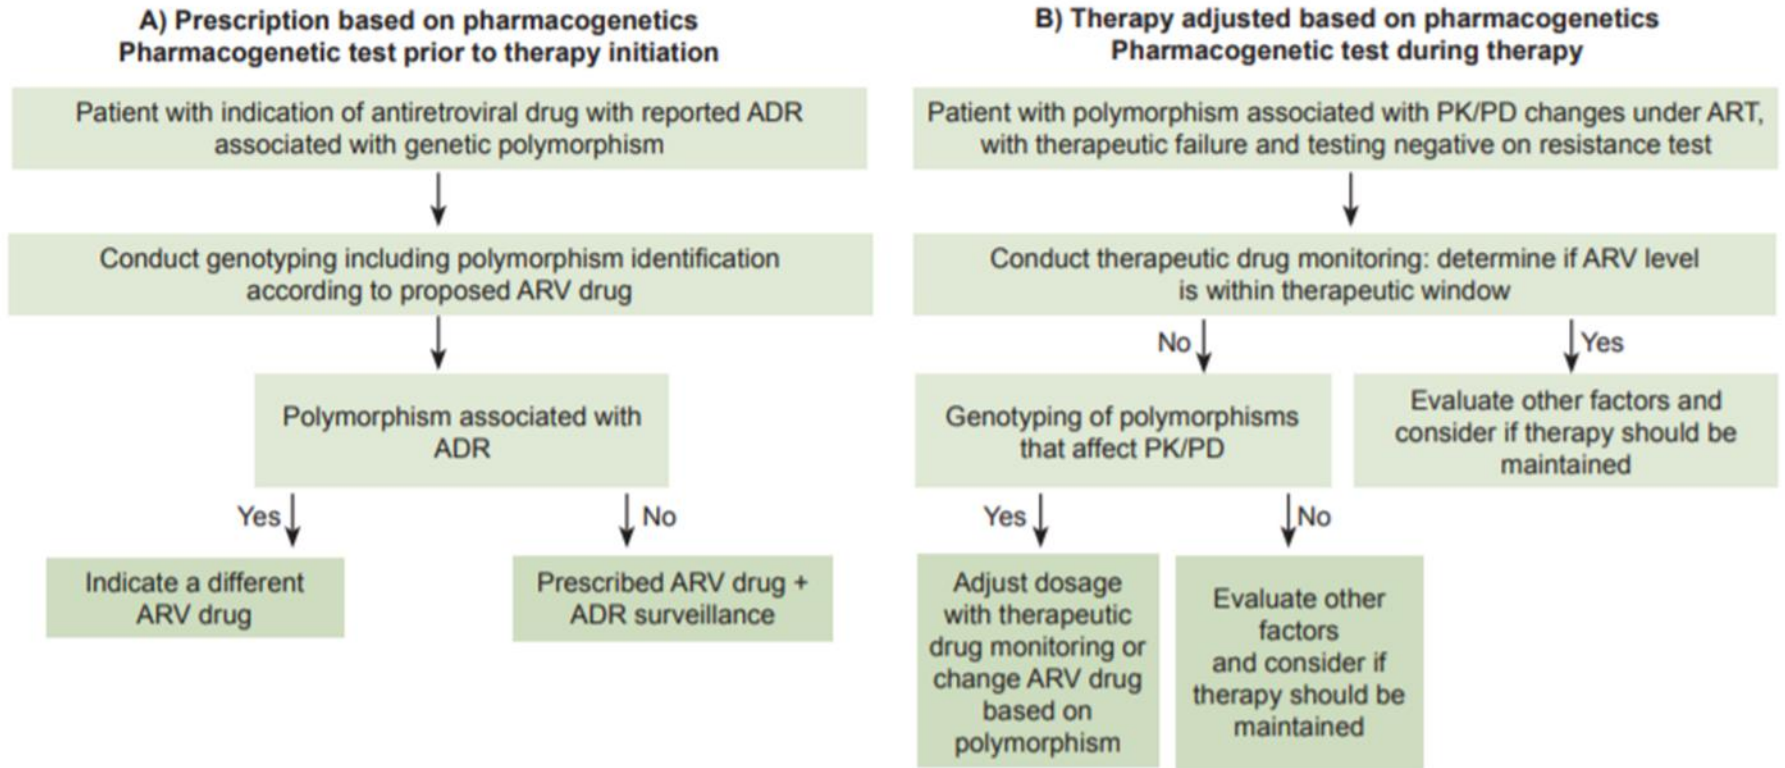 A) Prescription based on pharmacogenetics
Pharmacogenetic test prior to therapy initiation
Patient with indication of antiretroviral drug with reported ADR
associated with genetic polymorphism
Conduct genotyping including polymorphism identification
according to proposed ARV drug
Polymorphism associated with
ADR
Yes
No
Indicate a different
ARV drug
Prescribed ARV drug +
ADR surveillance
B) Therapy adjusted based on pharmacogenetics
Pharmacogenetic test during therapy
Patient with polymorphism associated with PK/PD changes under ART,
with therapeutic failure and testing negative on resistance test
Conduct therapeutic drug monitoring: determine if ARV level
is within therapeutic window
No
Yes
Genotyping of polymorphisms
that affect PK/PD
Evaluate other factors and
consider if therapy should be
maintained
Yes
No
Adjust dosage
with therapeutic
drug monitoring or
change ARV drug
based on
polymorphism
Evaluate other
factors
and consider if
therapy should be
maintained